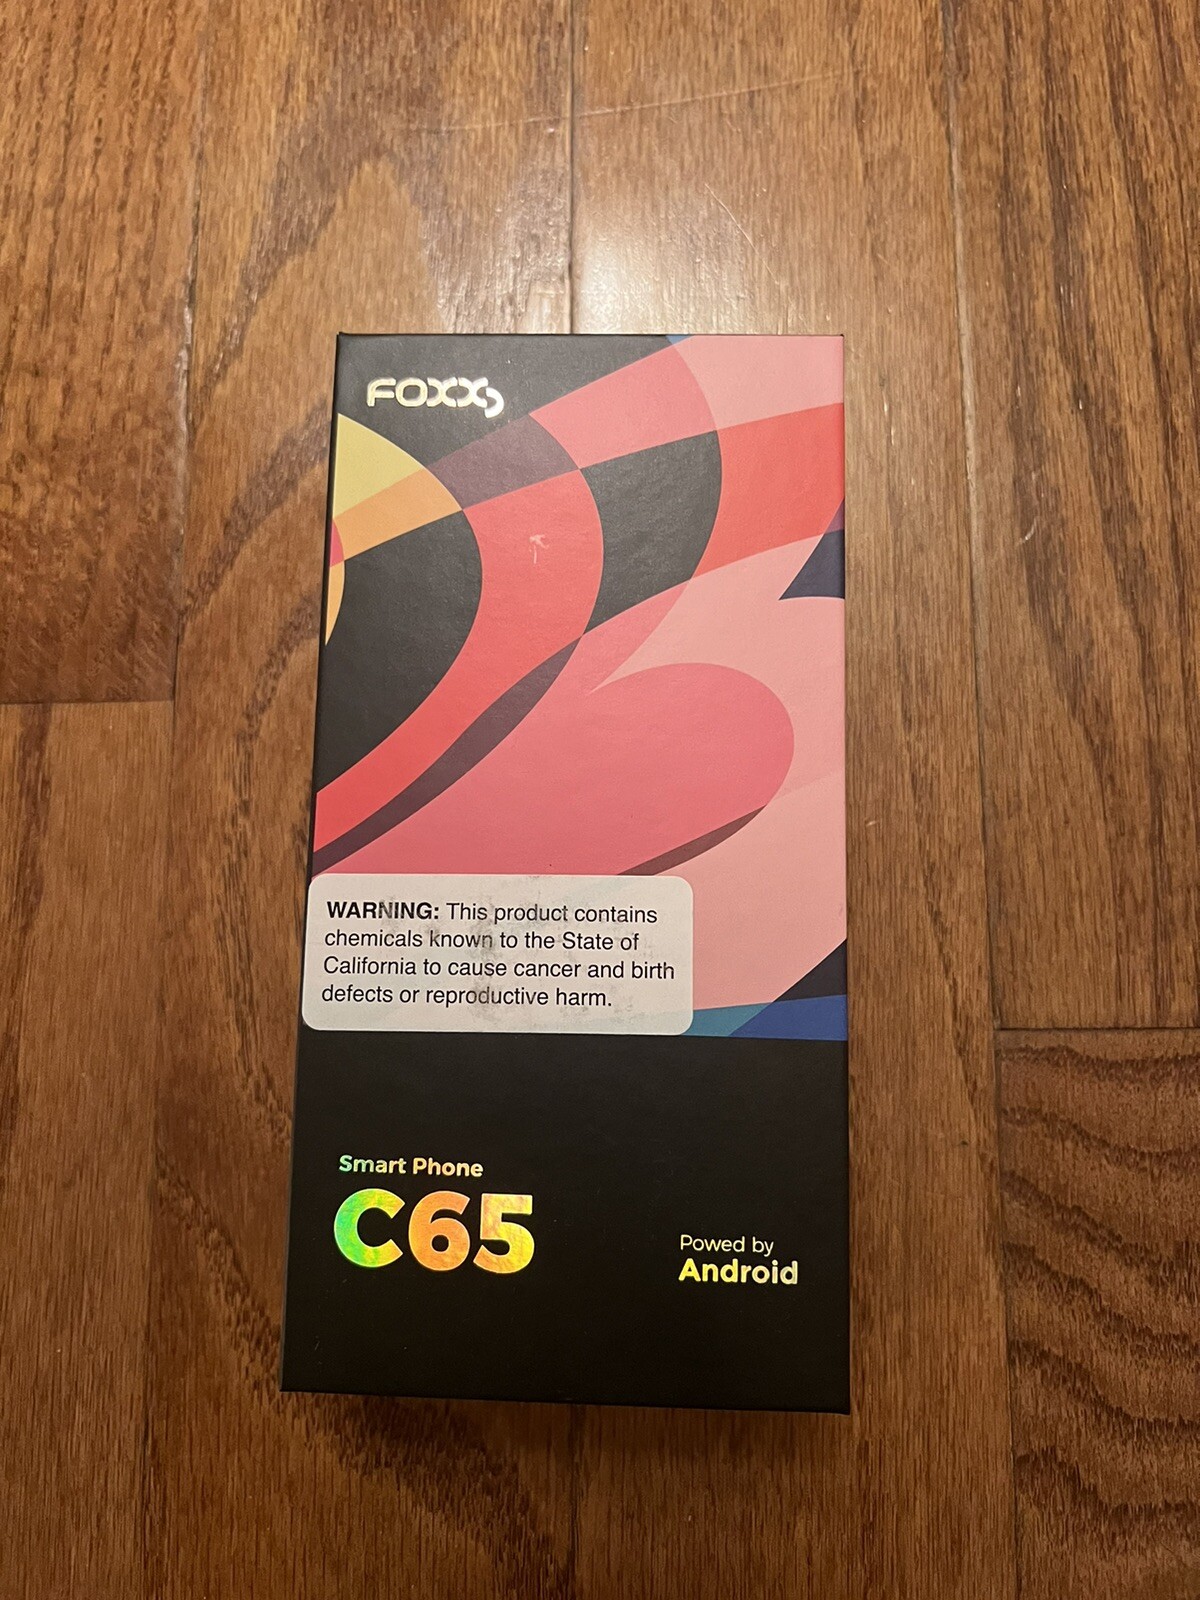 FOXX
WARNING: This product contains
chemicals known to the State of
California to cause cancer and birth
defects or reproductive harm.
Smart Phone
C65
Powed by
Android